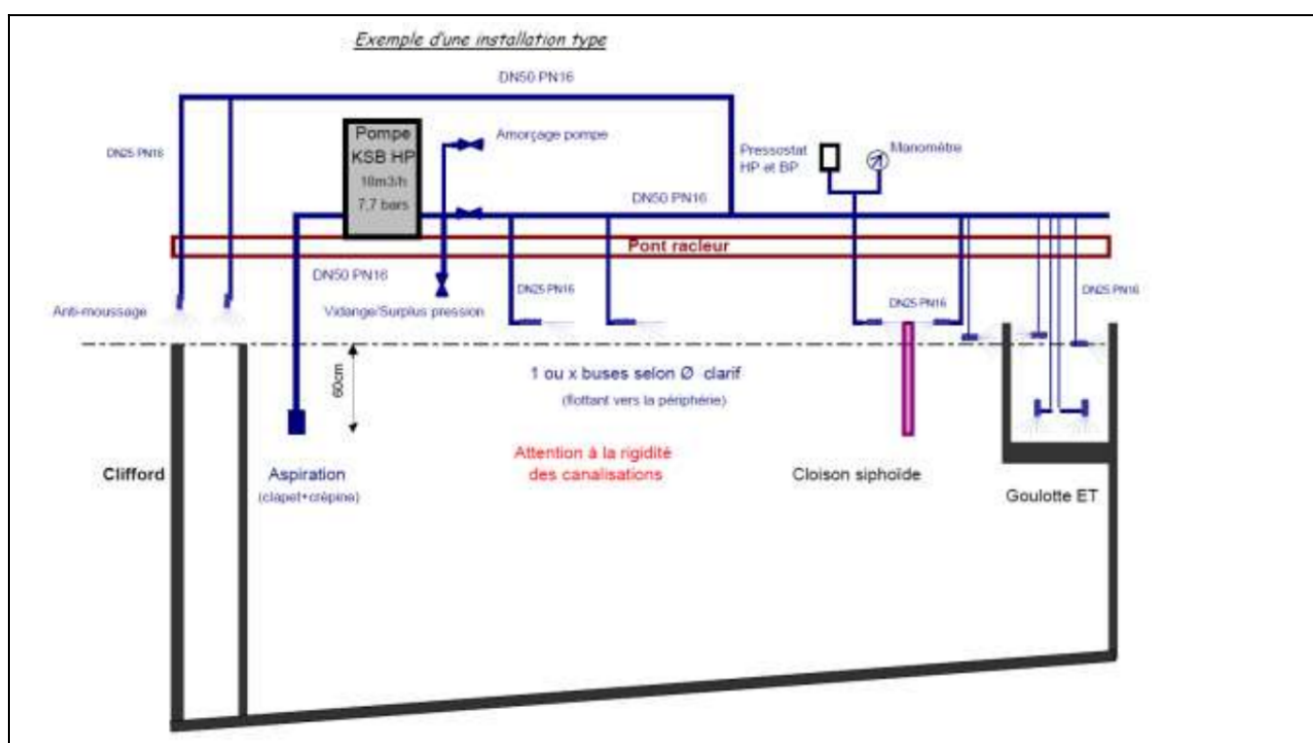 Exemple d'une installation type
DN50 PN16
DN25 PN16
Pompe
KSB HP
18m3/h
7,7 bars
Amorçage pompe
Pressostat
HP et BP
Manomètre
DN50 PN16
Pont racleur
DN50 PN16
Anti-moussage
Vidange/Surplus pression
DN25 PN16
DN25 PN16
DN25 PN16
60cm
1 ou x buses selon Ø clarif
(flottant vers la périphérie)
Attention à la rigidité
des canalisations
Clifford
Aspiration
(clapet+crépine)
Cloison siphoïde
Goulotte ET